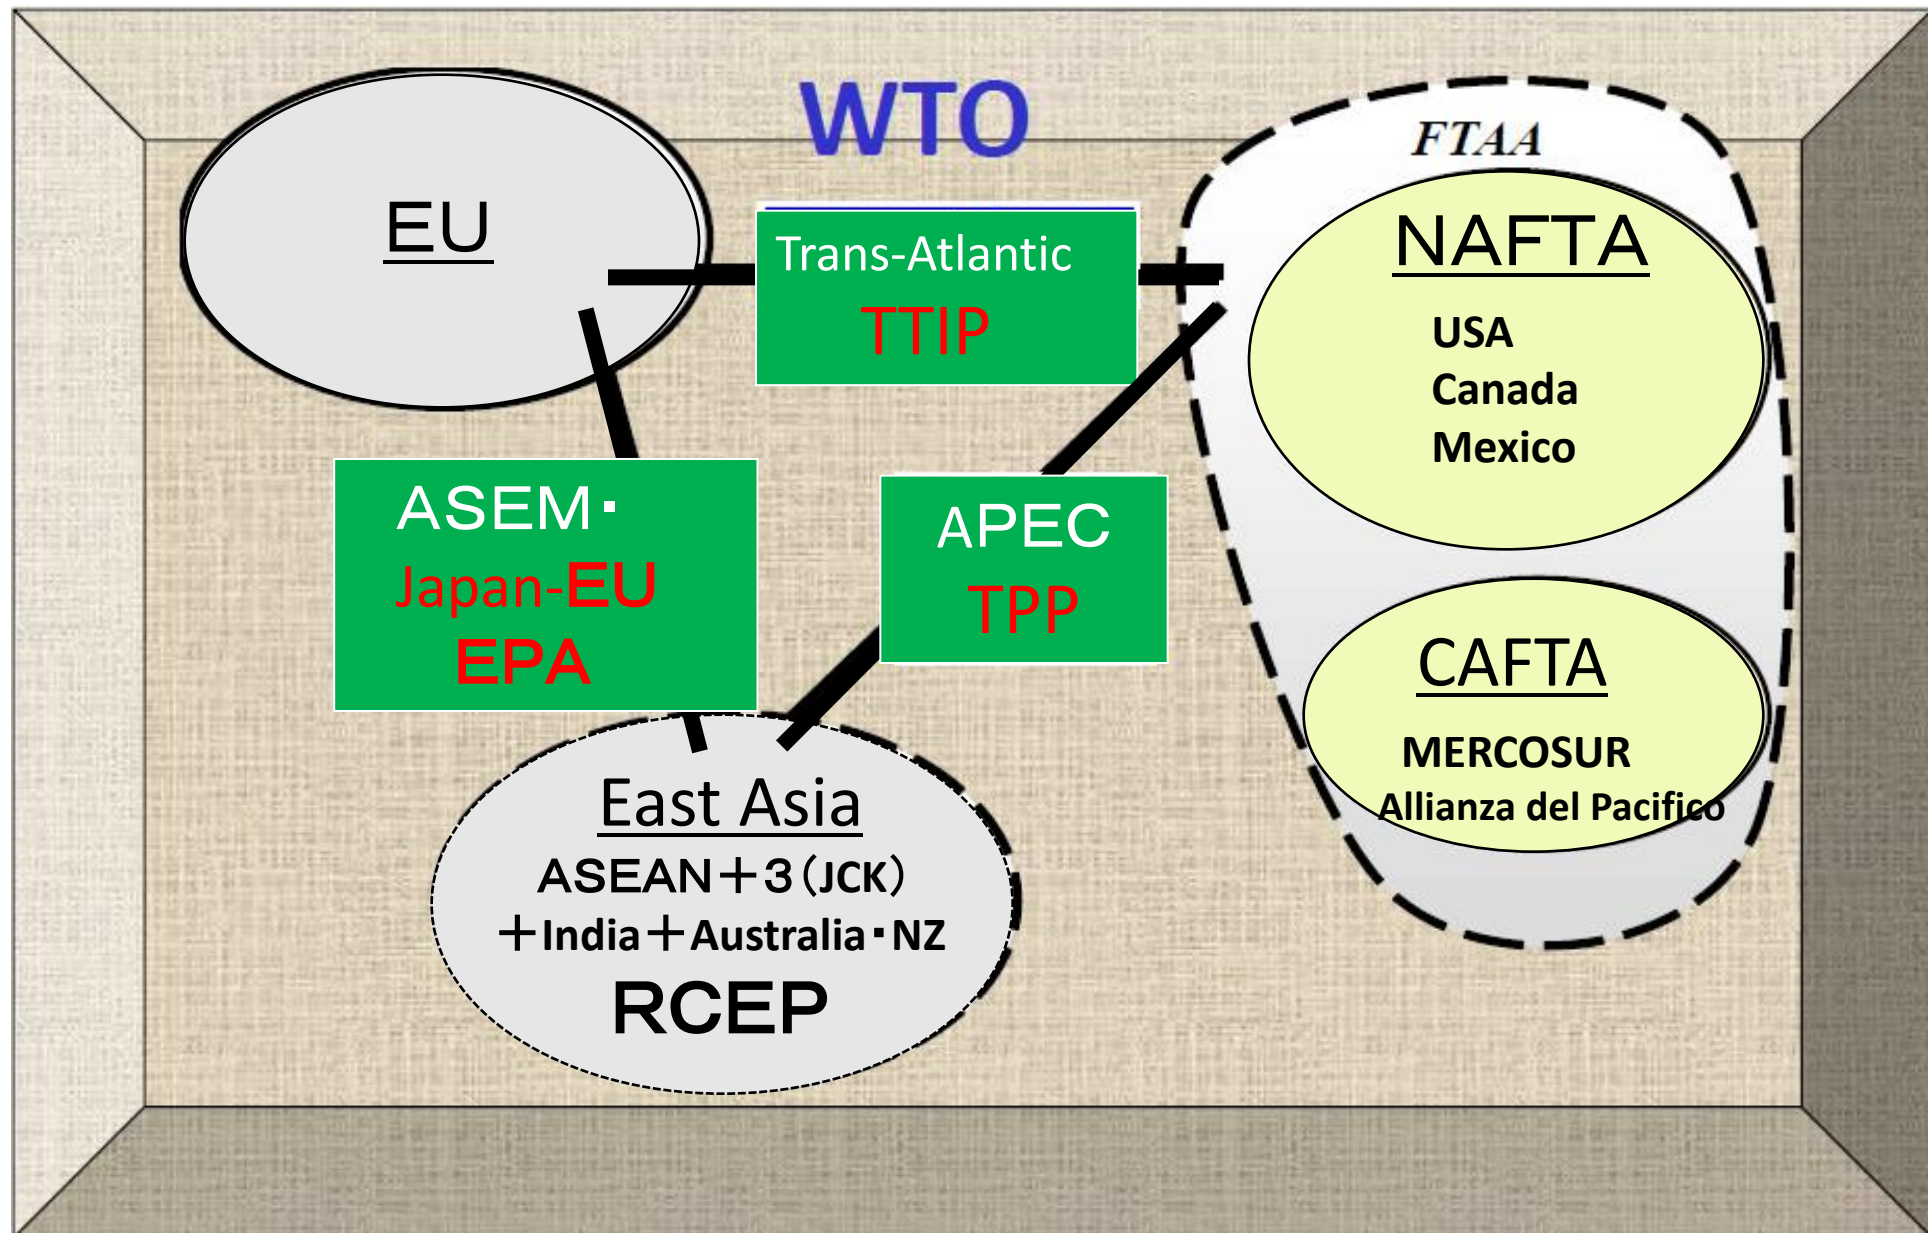 WTO
EU
Trans-Atlantic
TTIP
FTAA
NAFTA
USA
Canada
Mexico
ASEM・
Japan-EU
EPA
APEC
TPP
CAFTA
MERCOSUR
Allianza del Pacifico
East Asia
ASEAN＋3（JCK）
＋India＋Australia・NZ
RCEP